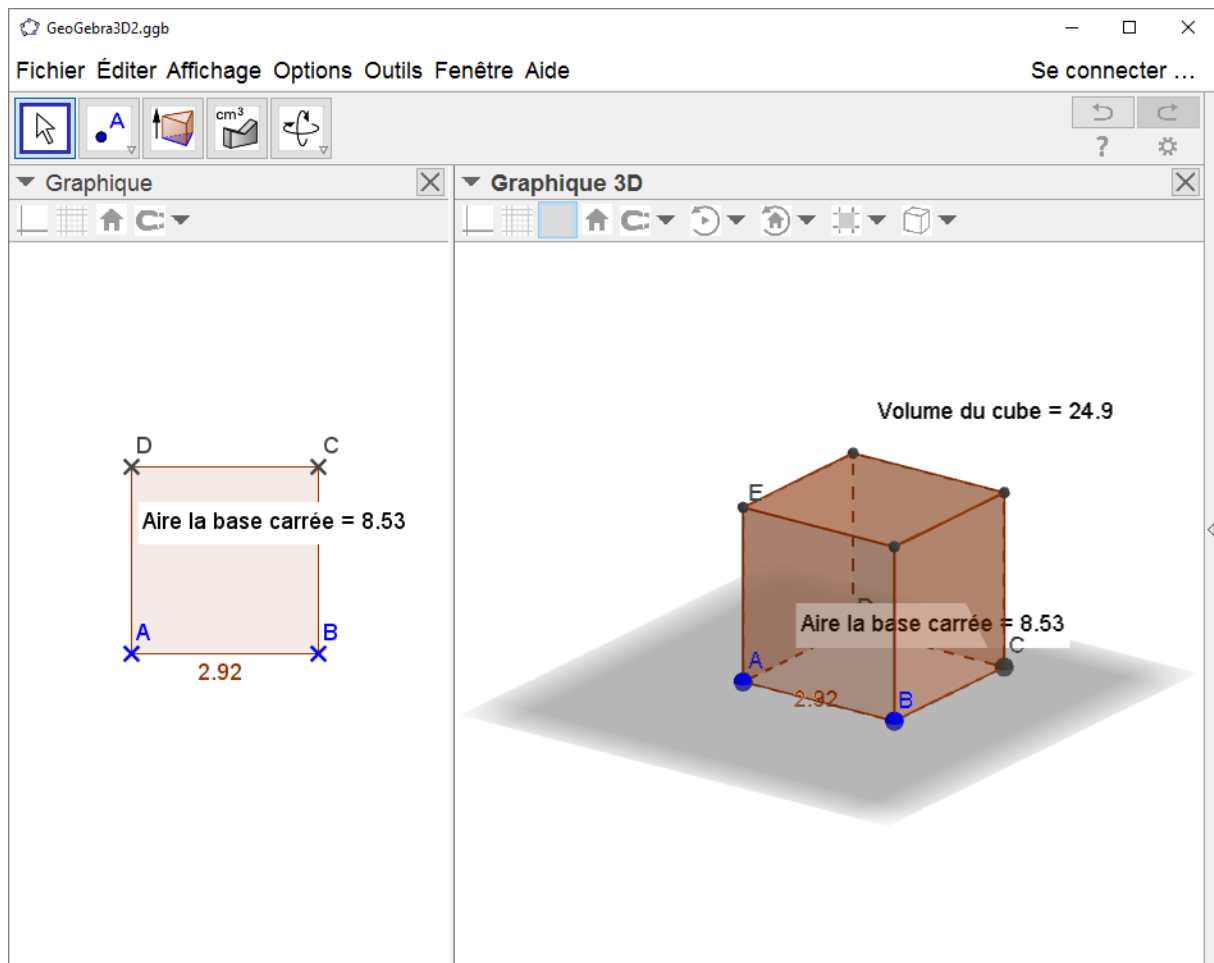 GeoGebra3D2.ggb
Fichier Éditer Affichage Options Outils Fenêtre Aide
Se connecter ...
A
cm³
?
Graphique
Graphique 3D
D
C
Aire la base carrée = 8.53
A
B
2.92
Volume du cube = 24.9
E
D
Aire la base carrée = 8.53
C
A
2.92
B